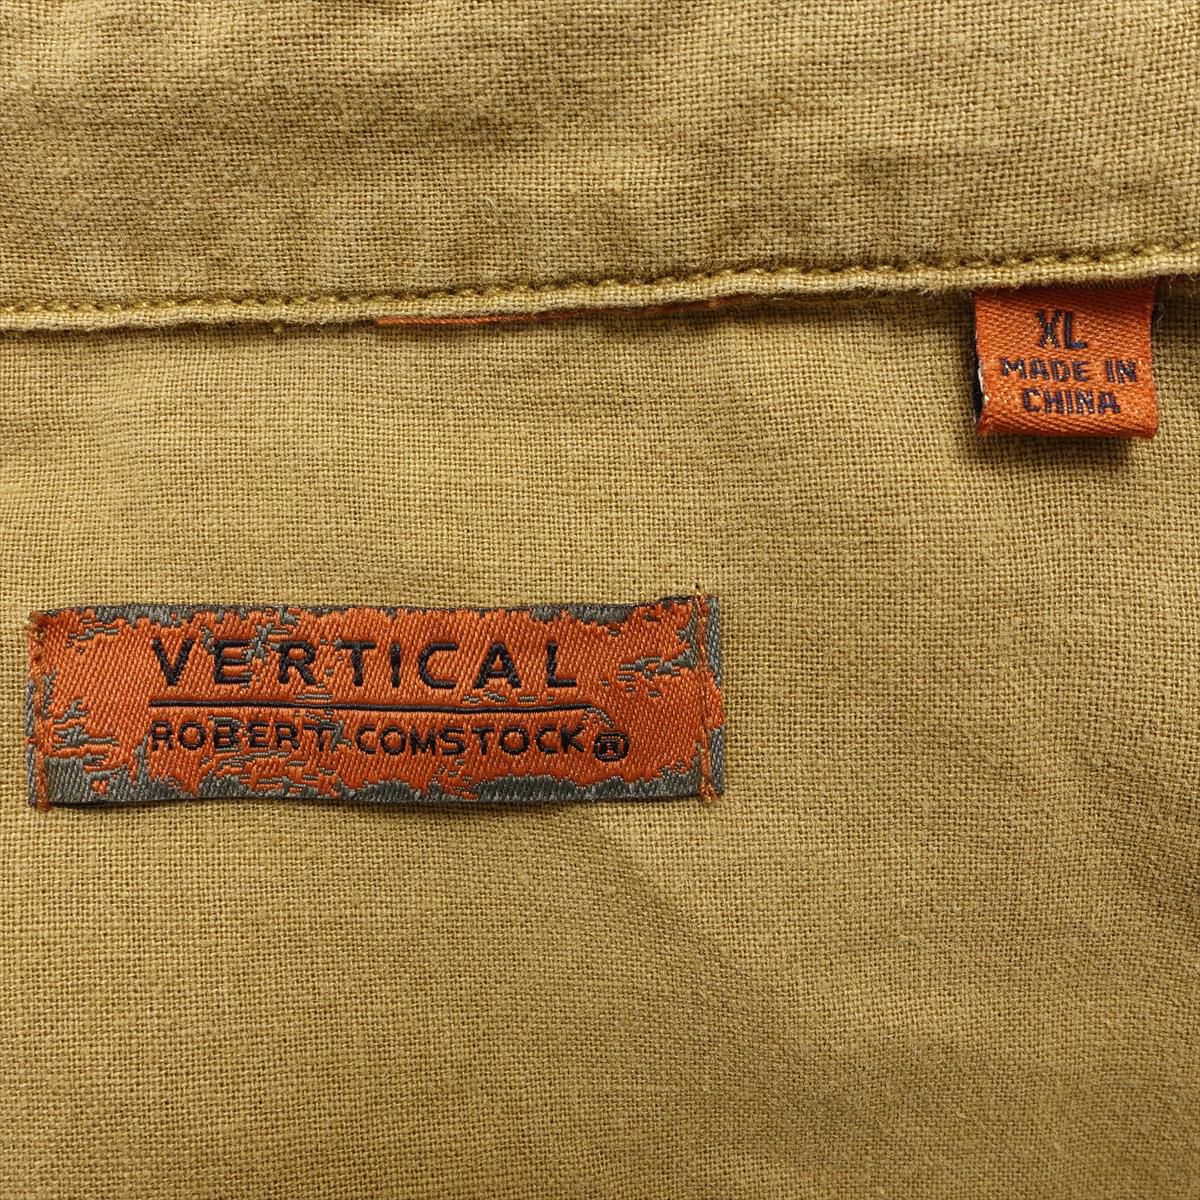 XL
MADE IN
CHINA
VERTICAL
ROBERT COMSTOCK®